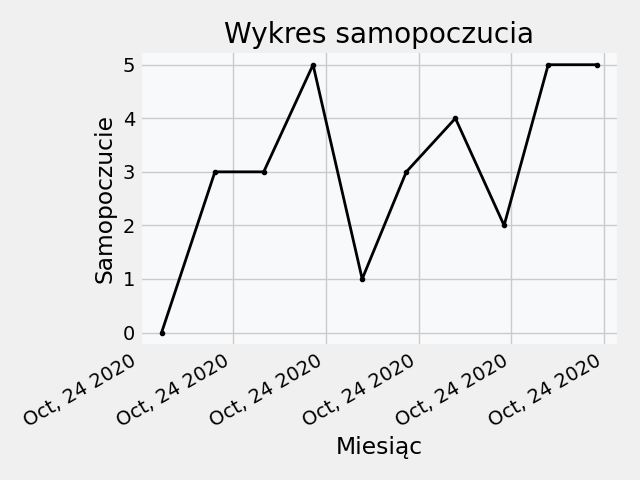 Wykres samopoczucia
5
4
3
2
1
0
Samopoczucie
Oct, 24 2020
Oct, 24 2020
Oct, 24 2020
Oct, 24 2020
Oct, 24 2020
Oct, 24 2020
Miesiąc